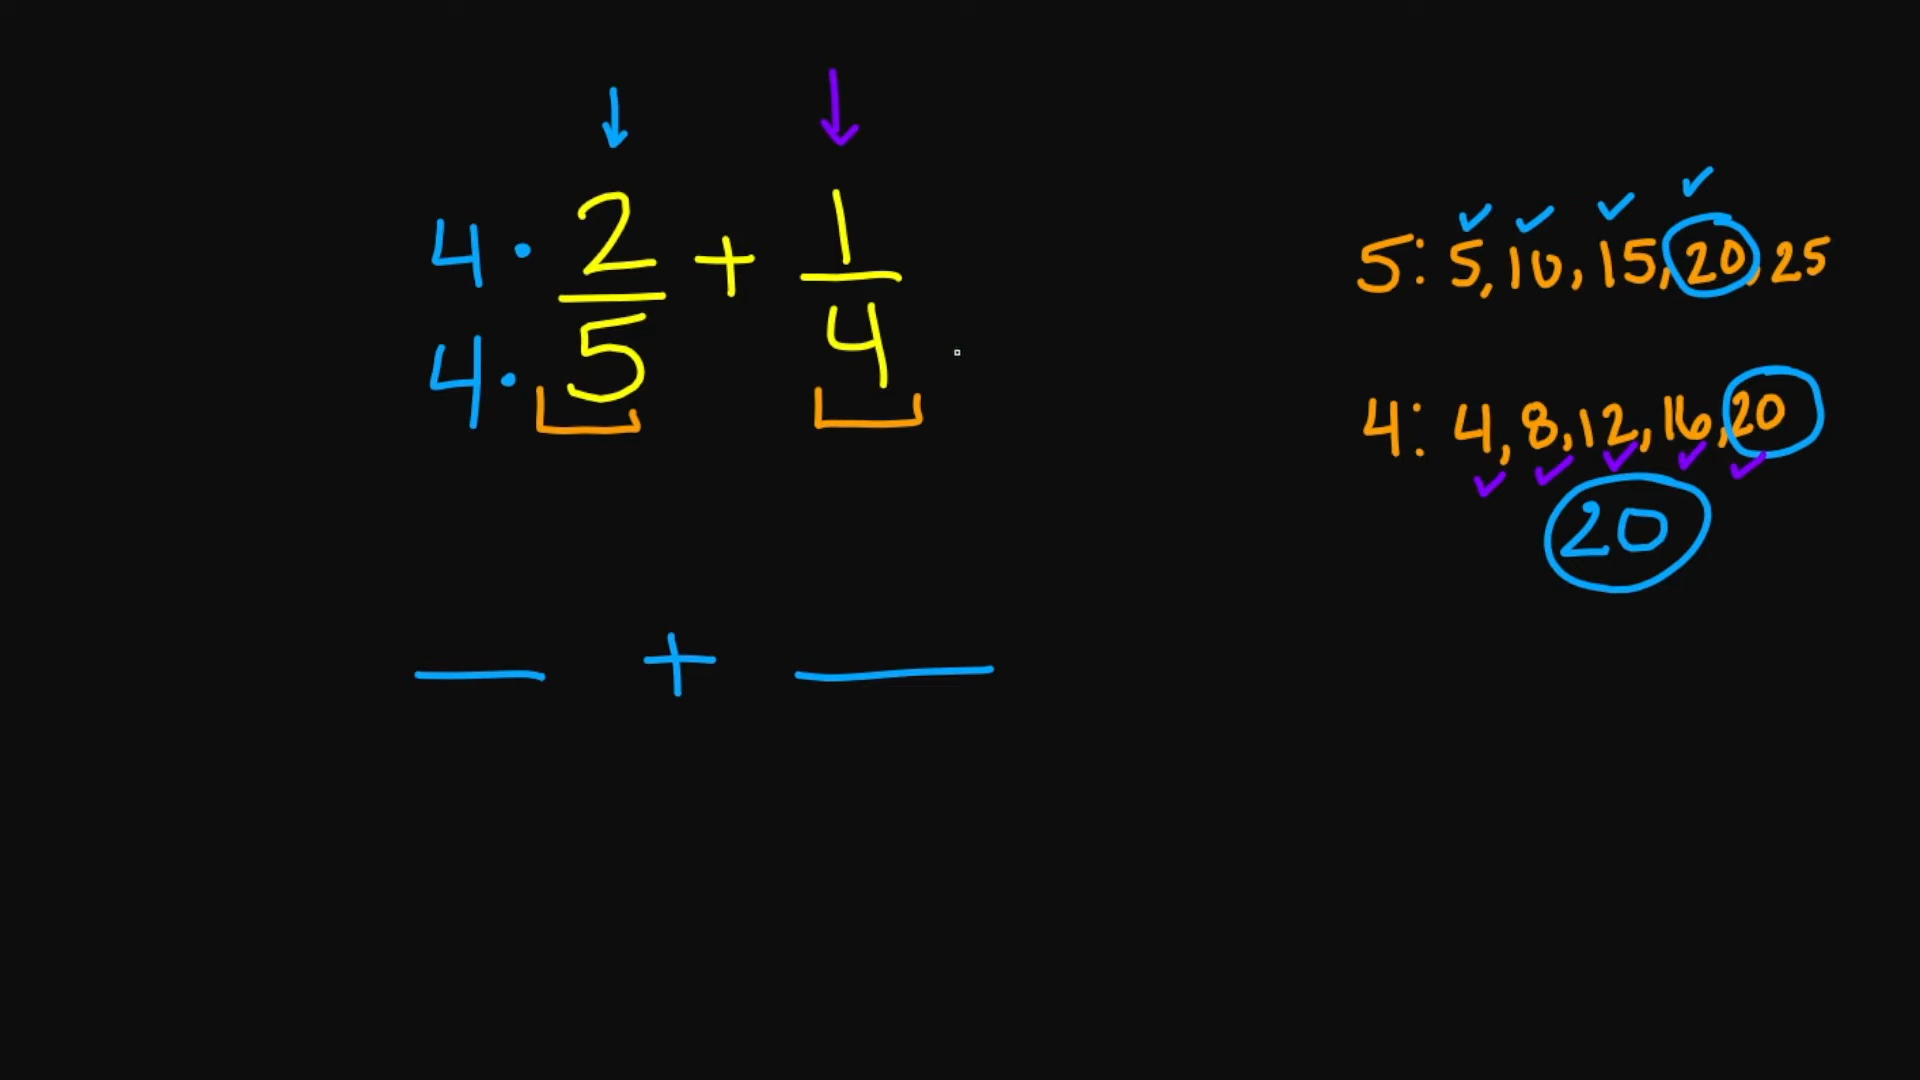 4 · 2/5 + 1/4
4 ·
5: 5, 10, 15, 20, 25
4: 4, 8, 12, 16, 20
20
+